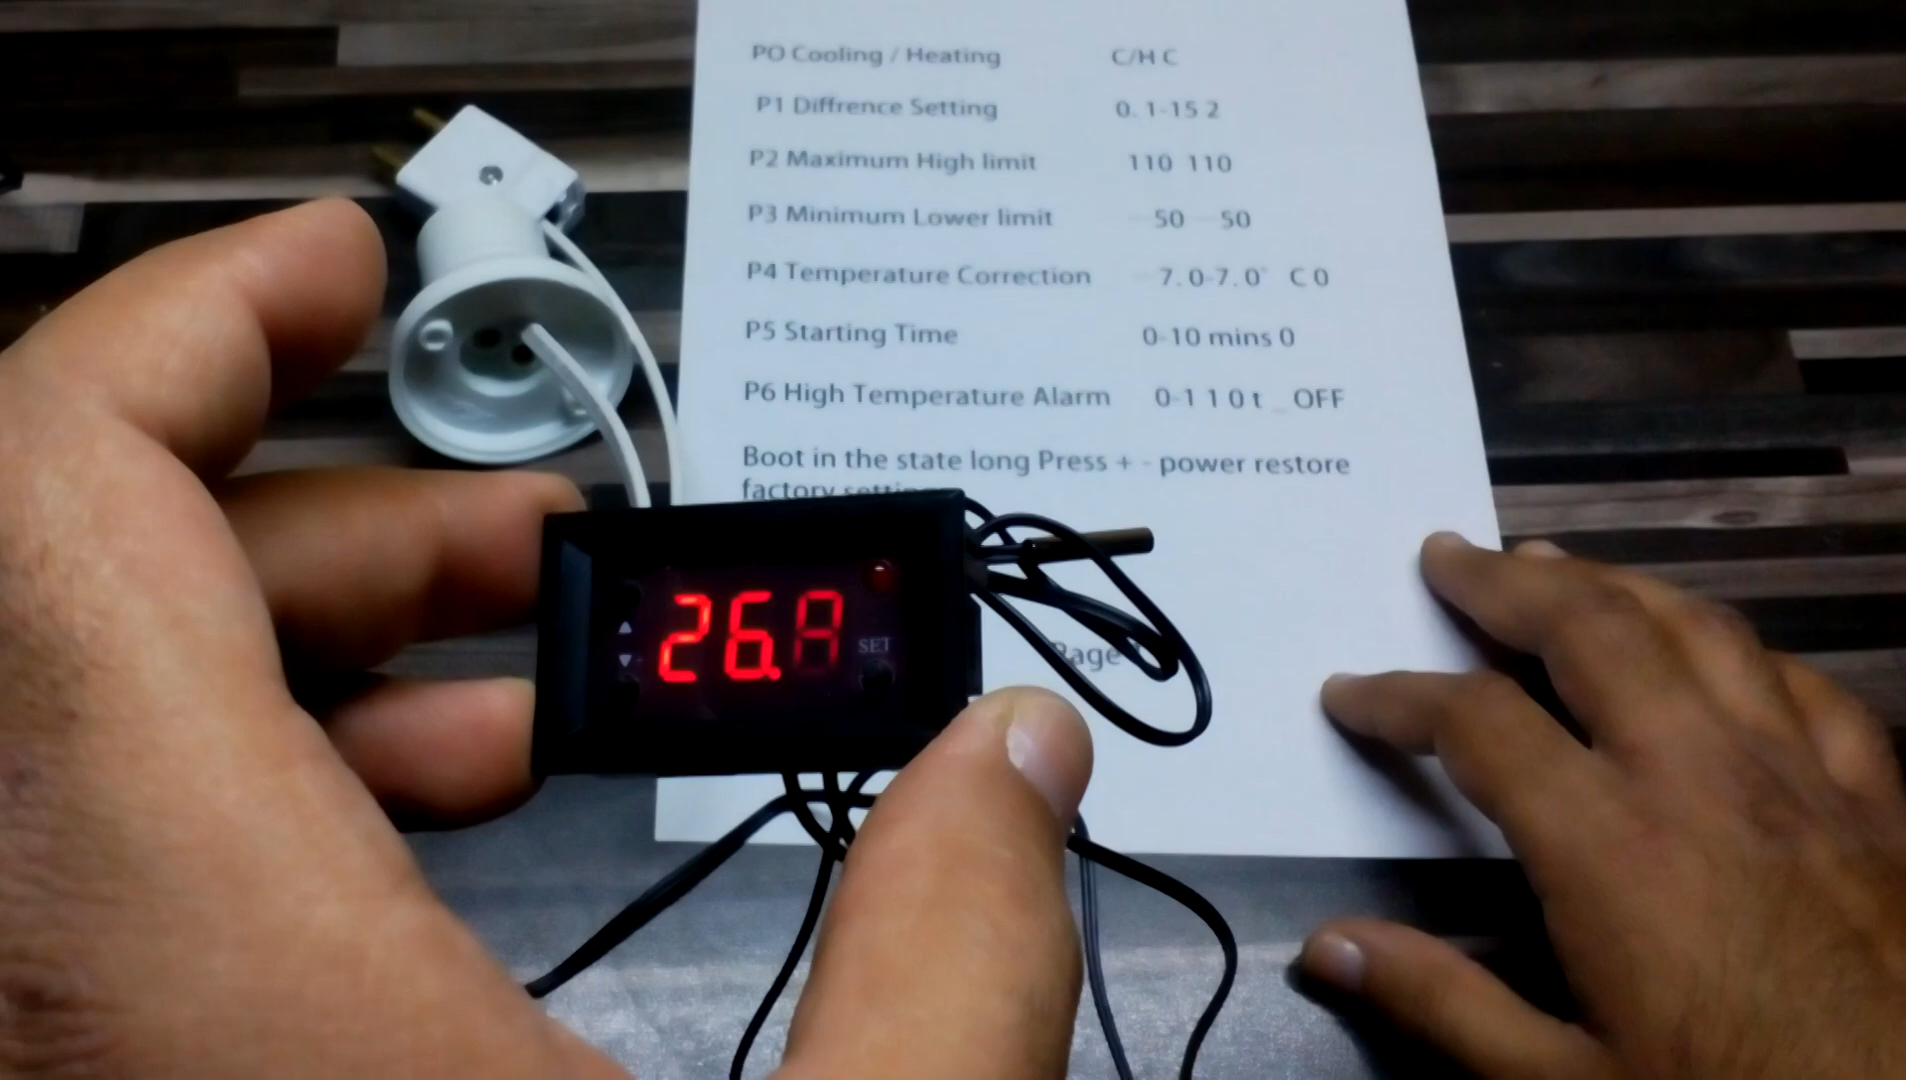 PO Cooling / Heating C/H C
P1 Diffrence Setting 0. 1-15 2
P2 Maximum High limit 110 110
P3 Minimum Lower limit 50 50
P4 Temperature Correction 7. 0-7. 0° C 0
P5 Starting Time 0-10 mins 0
P6 High Temperature Alarm 0-1 1 0 t _ OFF
Boot in the state long Press + - power restore
factory
26.
SET